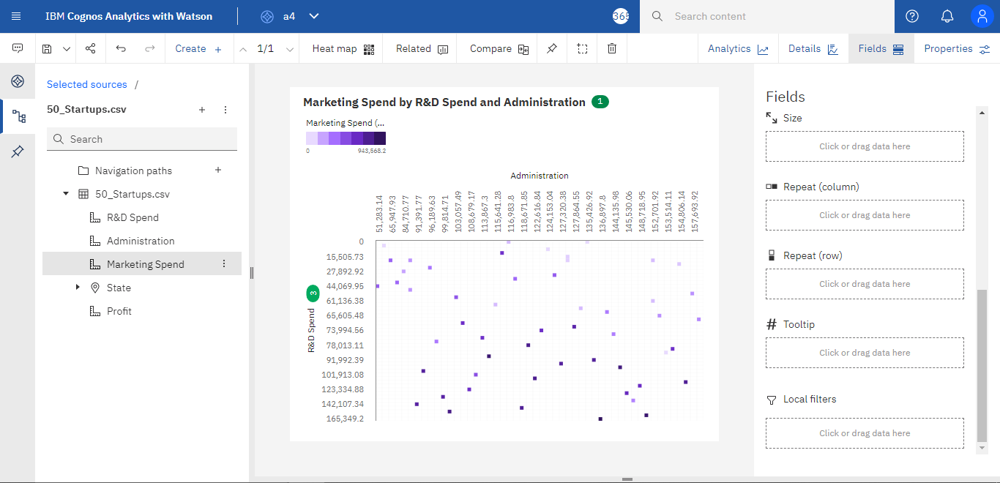 IBM Cognos Analytics with Watson
a4
365
Search content
Create +
1/1
Heat map
Related
Compare
Analytics
Details
Fields
Properties
Selected sources /
50_Startups.csv
Search
Navigation paths
50_Startups.csv
R&D Spend
Administration
Marketing Spend
State
Profit
Marketing Spend by R&D Spend and Administration 1
Marketing Spend (...
0 943,568.2
Administration
51,283.14
65,947.93
84,710.77
91,391.77
96,189.63
99,814.71
103,057.49
108,679.17
113,867.3
115,641.28
116,983.8
118,671.85
122,616.84
124,153.04
127,320.38
127,864.55
135,426.92
136,897.8
144,135.98
145,530.06
148,718.95
152,701.92
153,514.11
154,806.14
157,693.92
R&D Spend 3
0
15,505.73
27,892.92
44,069.95
61,136.38
65,605.48
73,994.56
78,013.11
91,992.39
101,913.08
123,334.88
142,107.34
165,349.2
Fields
Size
Click or drag data here
Repeat (column)
Click or drag data here
Repeat (row)
Click or drag data here
Tooltip
Click or drag data here
Local filters
Click or drag data here